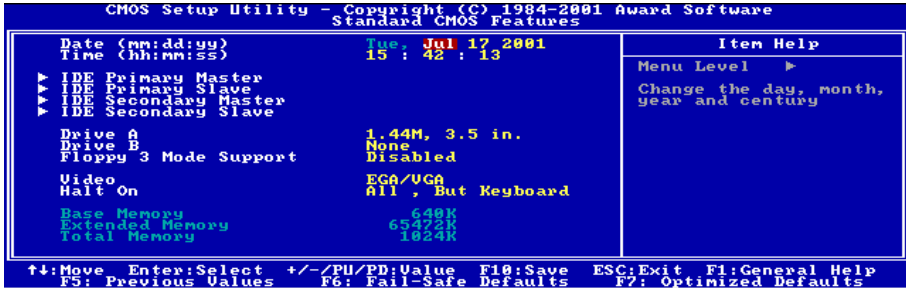 CMOS Setup Utility - Copyright (C) 1984-2001 Award Software
Standard CMOS Features
Date (mm:dd:yy) Tue, Jul 17 2001
Time (hh:mm:ss) 15 : 42 : 13
► IDE Primary Master
► IDE Primary Slave
► IDE Secondary Master
► IDE Secondary Slave
Drive A 1.44M, 3.5 in.
Drive B None
Floppy 3 Mode Support Disabled
Video EGA/VGA
Halt On All , But Keyboard
Base Memory 640K
Extended Memory 65472K
Total Memory 1024K
Item Help
Menu Level ►
Change the day, month,
year and century
↑↓:Move Enter:Select +/-/PU/PD:Value F10:Save ESC:Exit F1:General Help
F5: Previous Values F6: Fail-Safe Defaults F7: Optimized Defaults